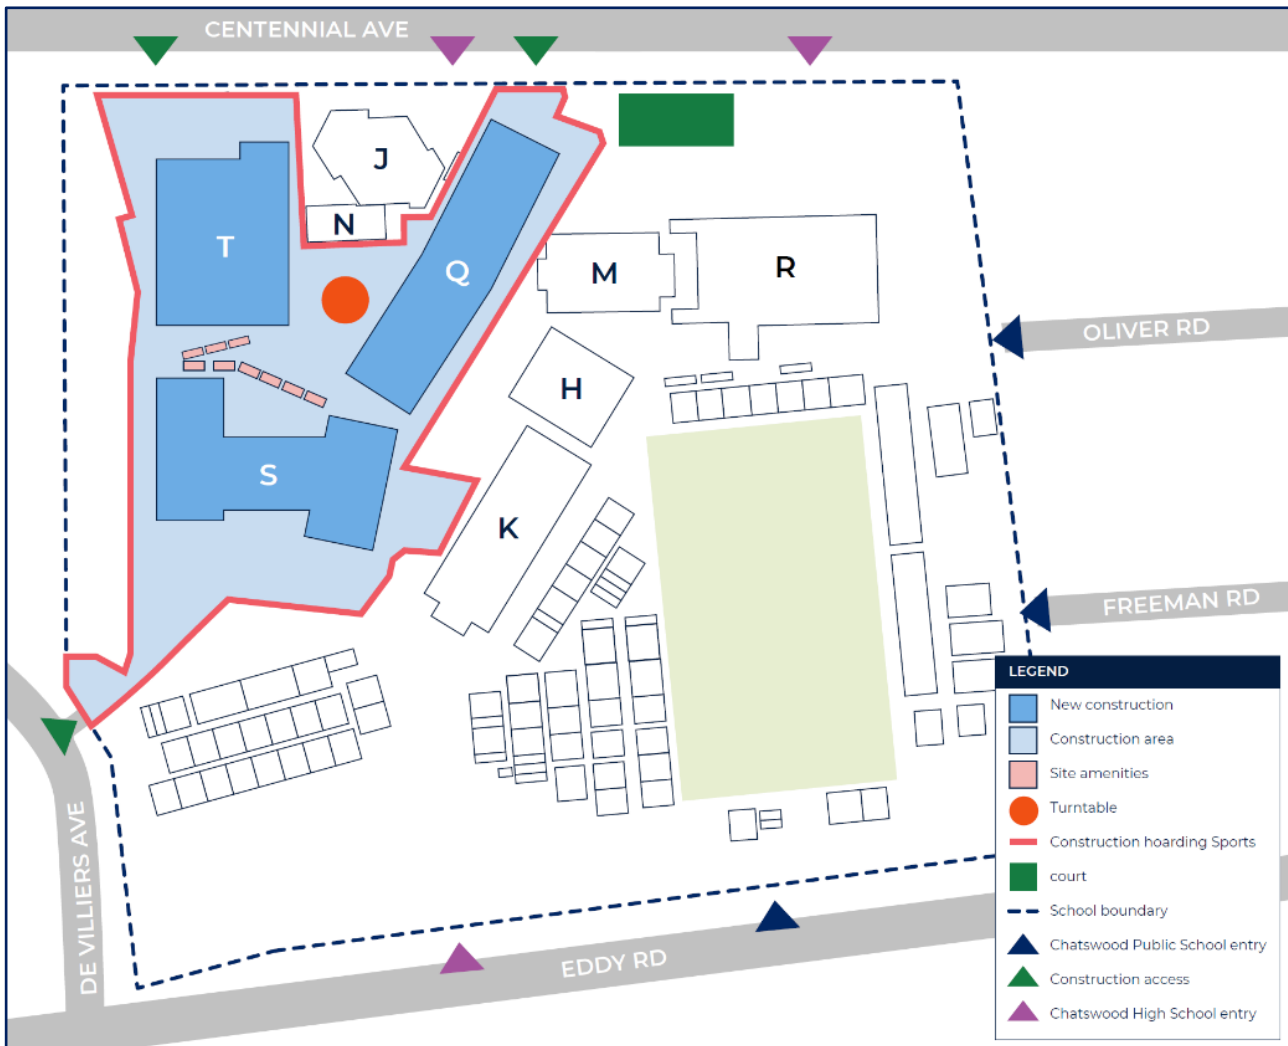 CENTENNIAL AVE
J
N
T
Q
M
R
OLIVER RD
H
S
K
FREEMAN RD
DE VILLIERS AVE
EDDY RD
LEGEND
New construction
Construction area
Site amenities
Turntable
Construction hoarding Sports
court
School boundary
Chatswood Public School entry
Construction access
Chatswood High School entry